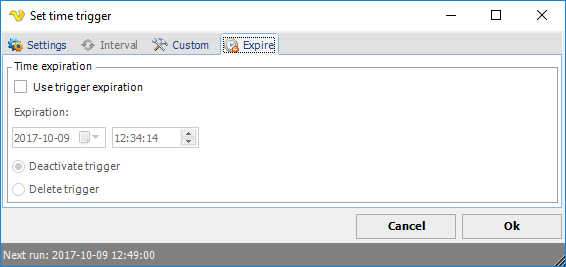 Set time trigger
Settings Interval Custom Expire
Time expiration
Use trigger expiration
Expiration:
2017-10-09 12:34:14
Deactivate trigger
Delete trigger
Cancel Ok
Next run: 2017-10-09 12:49:00